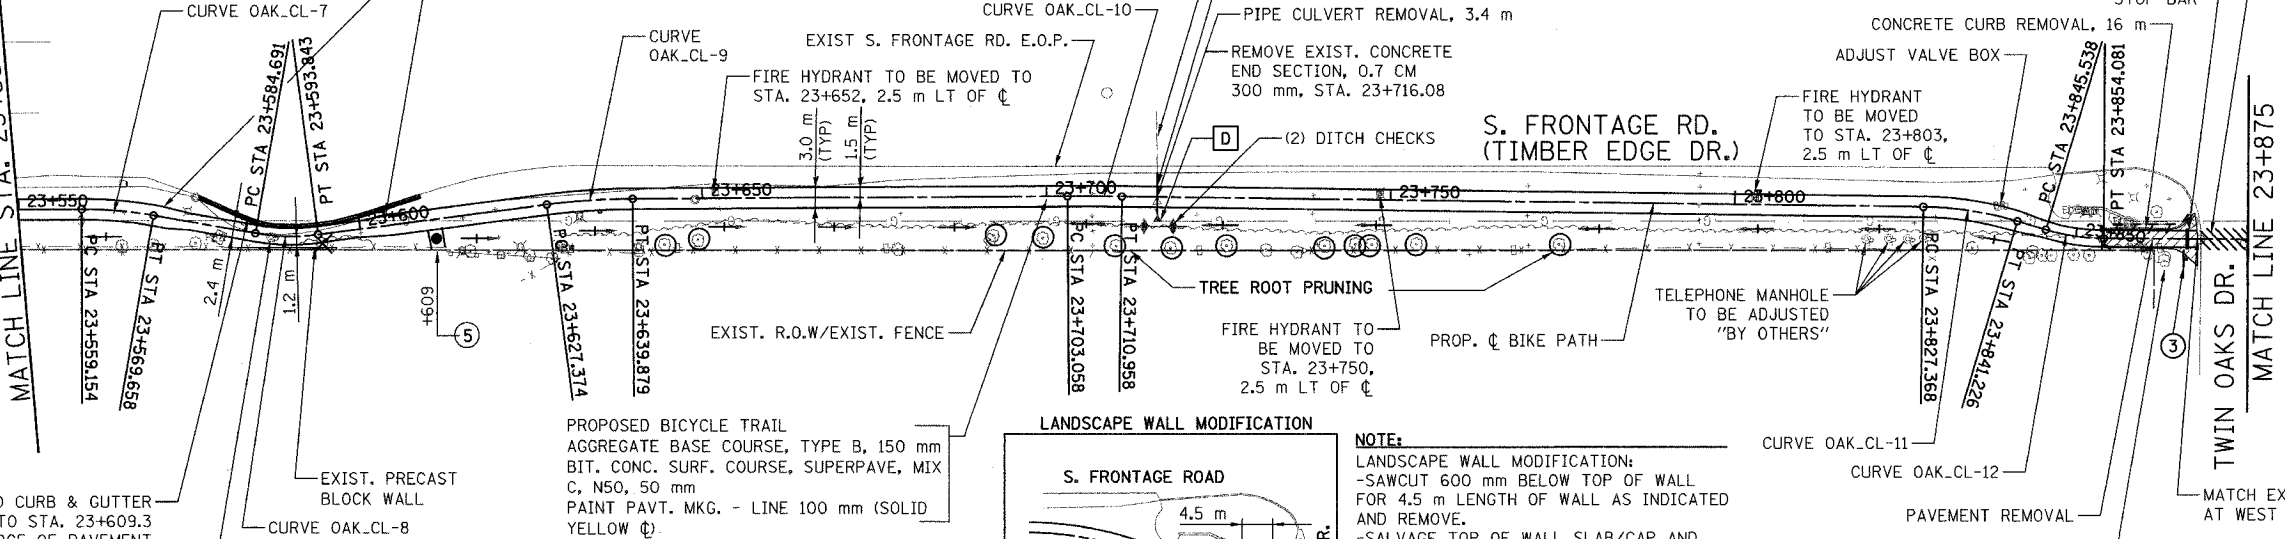 CURVE OAK_CL-7
CURVE OAK_CL-10
PIPE CULVERT REMOVAL, 3.4 m
CONCRETE CURB REMOVAL, 16 m
CURVE
OAK_CL-9
EXIST S. FRONTAGE RD. E.O.P.
REMOVE EXIST. CONCRETE
END SECTION, 0.7 CM
300 mm, STA. 23+716.08
ADJUST VALVE BOX
FIRE HYDRANT TO BE MOVED TO
STA. 23+652, 2.5 m LT OF ℄
FIRE HYDRANT
TO BE MOVED
TO STA. 23+803,
2.5 m LT OF ℄
S. FRONTAGE RD.
(TIMBER EDGE DR.)
D
(2) DITCH CHECKS
3.0 m
(TYP)
1.5 m
(TYP)
PC STA 23+584.691
PT STA 23+593.843
PC STA 23+845.538
PT STA 23+854.081
23+550
23+600
23+650
23+700
23+750
23+800
MATCH LINE STA.
PC STA 23+559.154
PT STA 23+569.658
2.4 m
1.2 m
+609
5
PC STA 23+627.374
PT STA 23+639.879
PC STA 23+703.058
PT STA 23+710.958
TREE ROOT PRUNING
EXIST. R.O.W/EXIST. FENCE
FIRE HYDRANT TO
BE MOVED TO
STA. 23+750,
2.5 m LT OF ℄
PROP. ℄ BIKE PATH
TELEPHONE MANHOLE
TO BE ADJUSTED
"BY OTHERS"
PC STA 23+827.368
PT STA 23+841.226
3
TWIN OAKS DR.
MATCH LINE 23+875
EXIST. PRECAST
BLOCK WALL
CURB & GUTTER
TO STA. 23+609.3
CURVE OAK_CL-8
PROPOSED BICYCLE TRAIL
AGGREGATE BASE COURSE, TYPE B, 150 mm
BIT. CONC. SURF. COURSE, SUPERPAVE, MIX
C, N50, 50 mm
PAINT PAVT. MKG. - LINE 100 mm (SOLID
YELLOW ℄)
LANDSCAPE WALL MODIFICATION
S. FRONTAGE ROAD
4.5 m
NOTE:
LANDSCAPE WALL MODIFICATION:
-SAWCUT 600 mm BELOW TOP OF WALL
FOR 4.5 m LENGTH OF WALL AS INDICATED
AND REMOVE.
-SALVAGE TOP OF WALL SLAB/CAP AND
CURVE OAK_CL-11
CURVE OAK_CL-12
PAVEMENT REMOVAL
MATCH EX
AT WEST